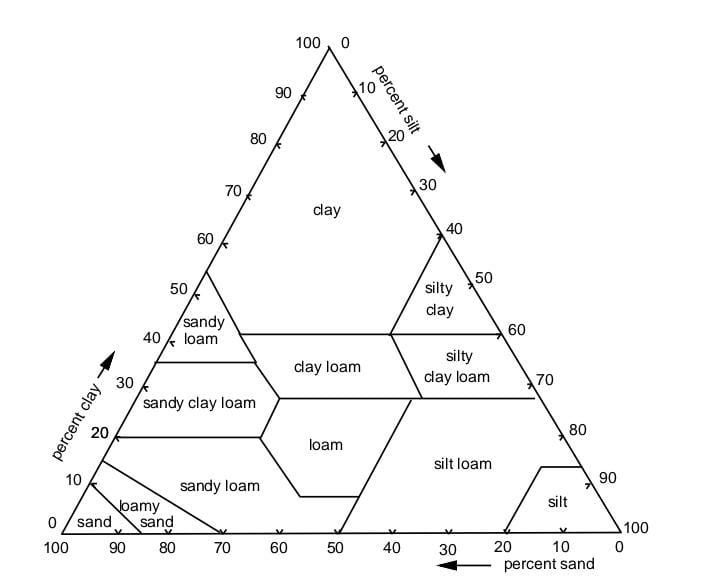 100 0
90 10
percent silt
80 20
70 30
clay
60 40
50 50
silty
clay
sandy
loam
40 60
clay loam
silty
clay loam
30 70
percent clay
sandy clay loam
20 80
loam
silt loam
10 90
sandy loam
loamy
sand
silt
sand
0 100
100 90 80 70 60 50 40 30 20 10 0
percent sand